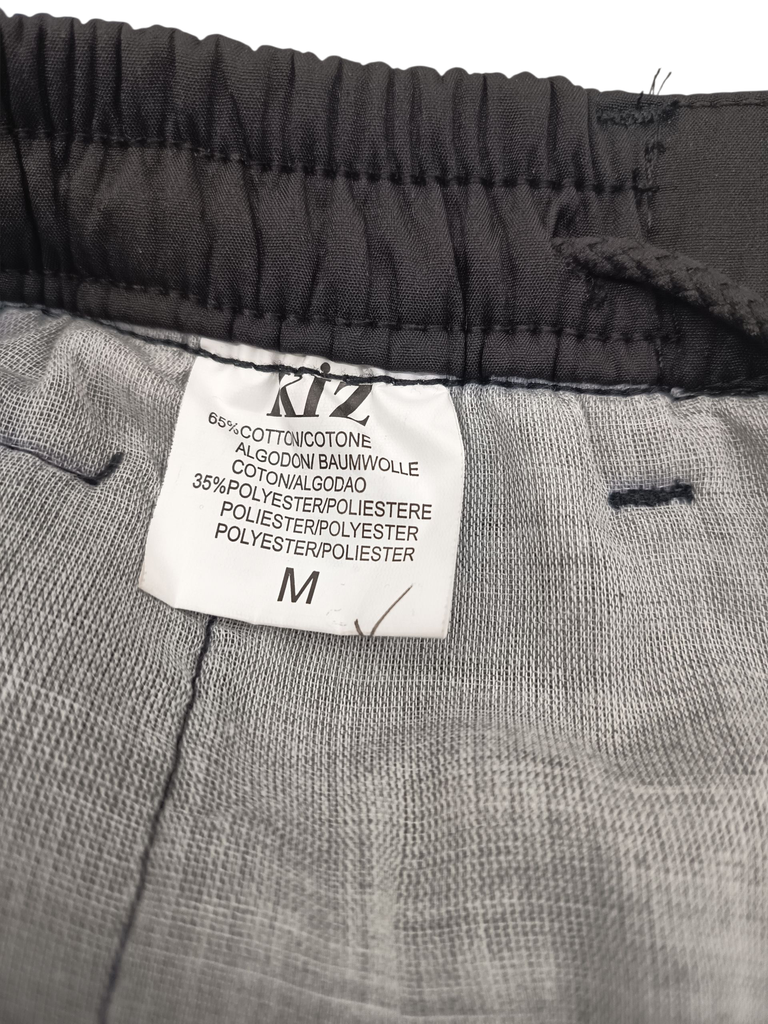 KIZ
65%COTTON/COTONE
ALGODON/ BAUMWOLLE
COTON/ALGODAO
35%POLYESTER/POLIESTERE
POLIESTER/POLYESTER
POLYESTER/POLIESTER
M